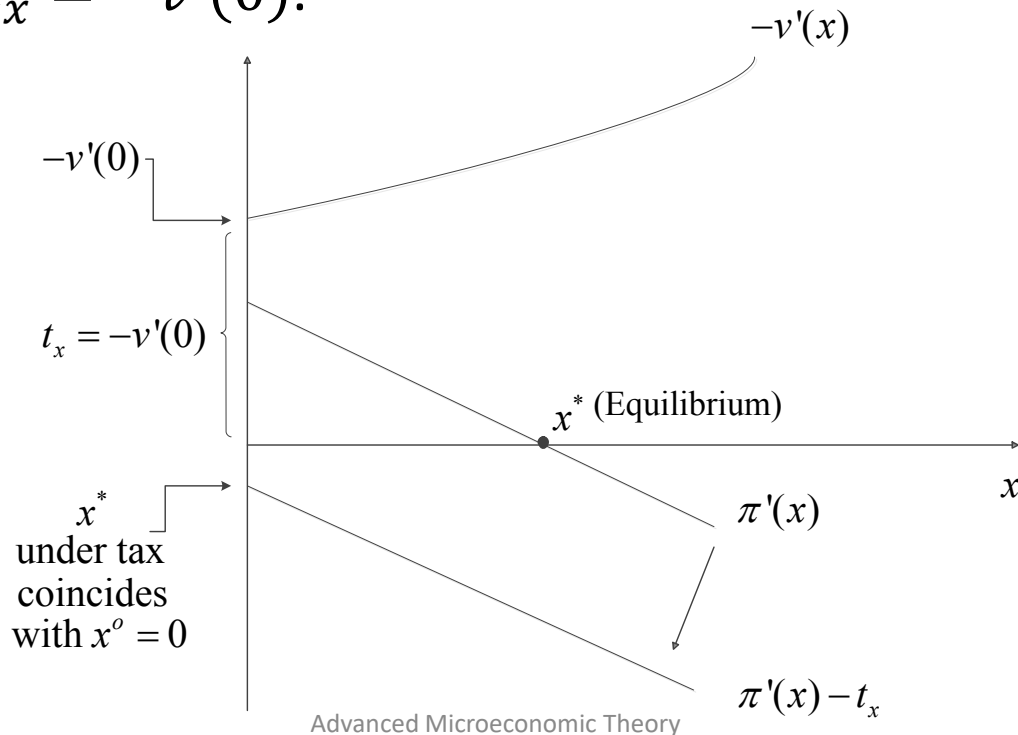 x = −v'(0).
−v'(x)
−v'(0)
t_x = −v'(0)
x* (Equilibrium)
x
x*
under tax
coincides
with x^o = 0
π'(x)
π'(x) − t_x
Advanced Microeconomic Theory